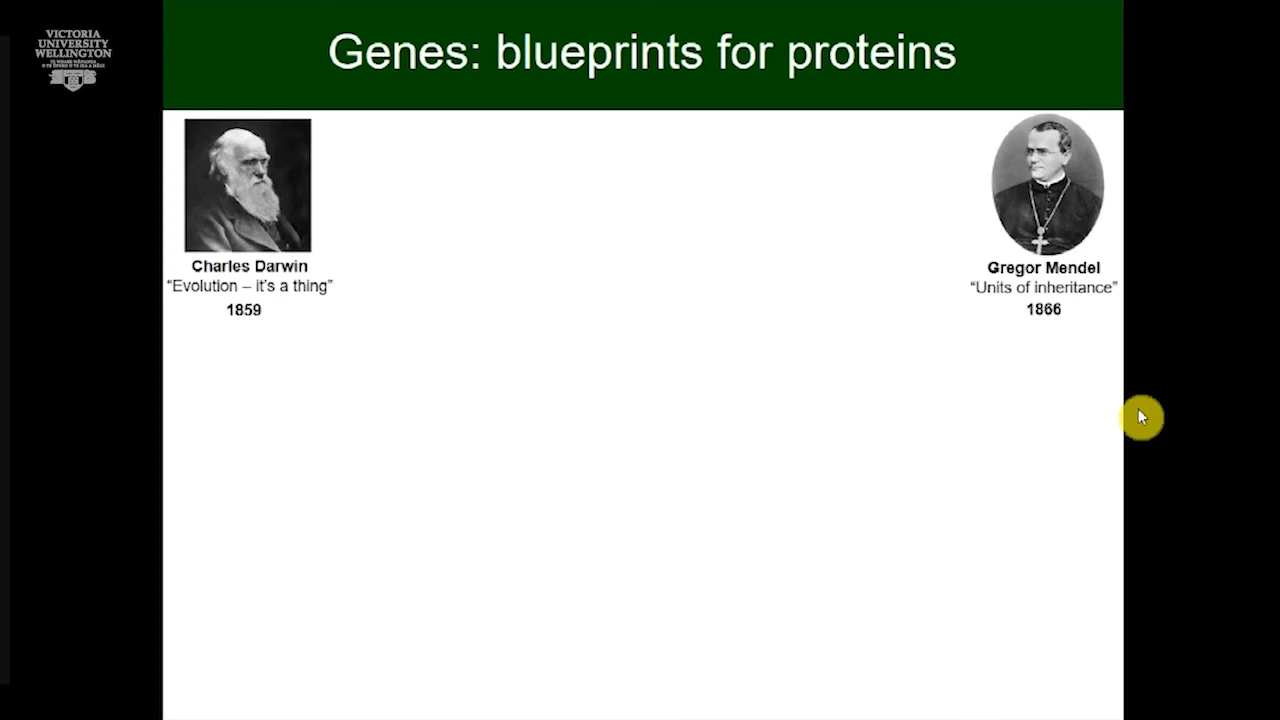 VICTORIA
UNIVERSITY
WELLINGTON
Genes: blueprints for proteins
Charles Darwin
“Evolution – it’s a thing”
1859
Gregor Mendel
“Units of inheritance”
1866